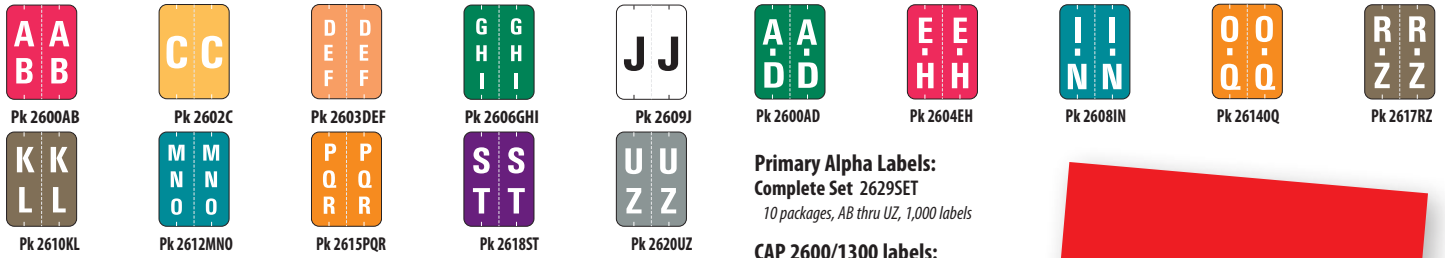 A A
B B
Pk 2600AB
C C
Pk 2602C
D D
E E
F F
Pk 2603DEF
G G
H H
I I
Pk 2606GHI
J J
Pk 2609J
K K
L L
Pk 2610KL
M M
N N
O O
Pk 2612MNO
P P
Q Q
R R
Pk 2615PQR
S S
T T
Pk 2618ST
U U
Z Z
Pk 2620UZ
A A
- -
D D
Pk 2600AD
E E
- -
H H
Pk 2604EH
I I
- -
N N
Pk 2608IN
O O
- -
Q Q
Pk 2614OQ
R R
- -
Z Z
Pk 2617RZ
Primary Alpha Labels:
Complete Set 2629SET
10 packages, AB thru UZ, 1,000 labels
CAP 2600/1300 labels: